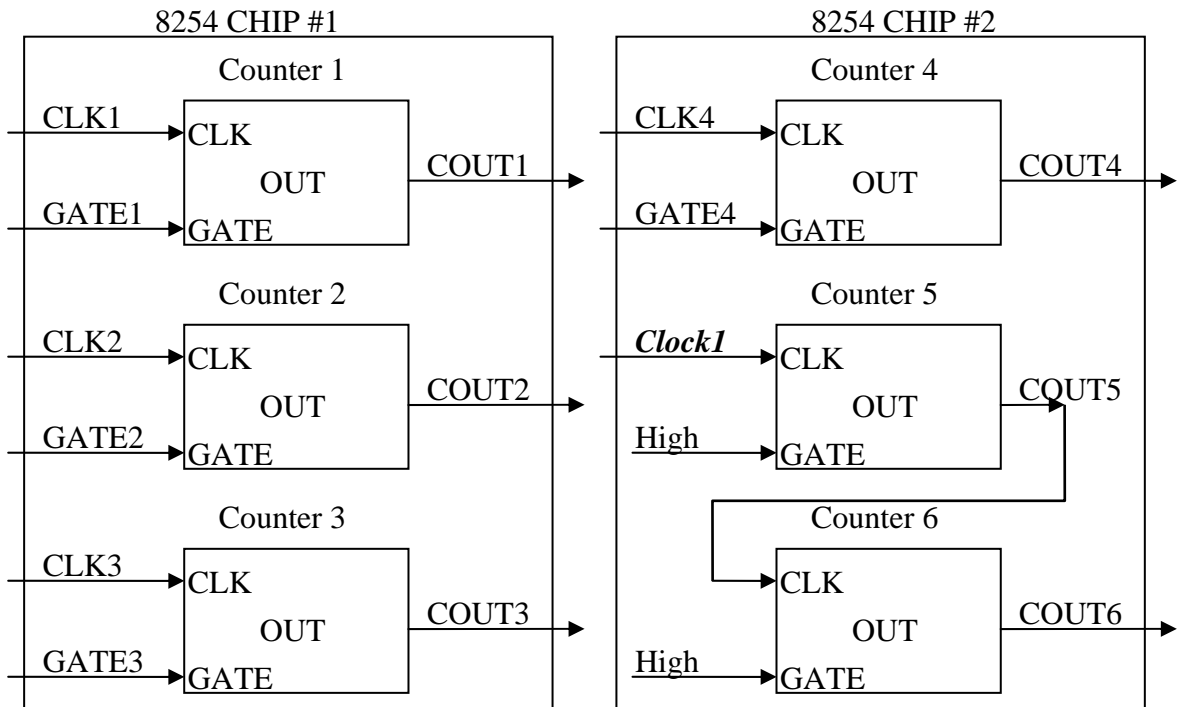 8254 CHIP #1
Counter 1
CLK1
CLK
OUT
COUT1
GATE1
GATE
Counter 2
CLK2
CLK
OUT
COUT2
GATE2
GATE
Counter 3
CLK3
CLK
OUT
COUT3
GATE3
GATE
8254 CHIP #2
Counter 4
CLK4
CLK
OUT
COUT4
GATE4
GATE
Counter 5
Clock1
CLK
OUT
COUT5
High
GATE
Counter 6
CLK
OUT
COUT6
High
GATE